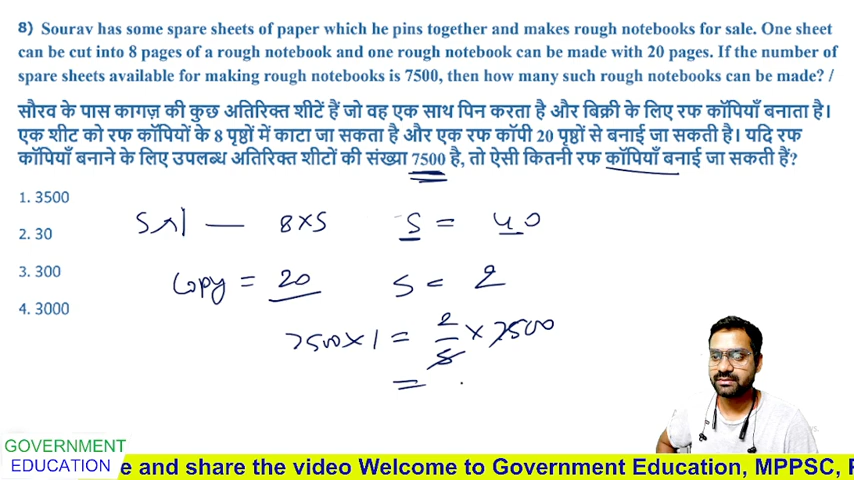 8) Sourav has some spare sheets of paper which he pins together and makes rough notebooks for sale. One sheet
can be cut into 8 pages of a rough notebook and one rough notebook can be made with 20 pages. If the number of
spare sheets available for making rough notebooks is 7500, then how many such rough notebooks can be made? /
सौरव के पास कागज़ की कुछ अतिरिक्त शीटें हैं जो वह एक साथ पिन करता है और बिक्री के लिए रफ कॉपियाँ बनाता है।
एक शीट को रफ कॉपियों के 8 पृष्ठों में काटा जा सकता है और एक रफ कॉपी 20 पृष्ठों से बनाई जा सकती है। यदि रफ
कॉपियाँ बनाने के लिए उपलब्ध अतिरिक्त शीटों की संख्या 7500 है, तो ऐसी कितनी रफ कॉपियाँ बनाई जा सकती हैं?
1. 3500
2. 30
3. 300
4. 3000
8×5 5 = 40
Copy = 20 5 = 2
7500×1 = 2/5 × 7500
=
GOVERNMENT
EDUCATION
e and share the video Welcome to Government Education, MPPSC,